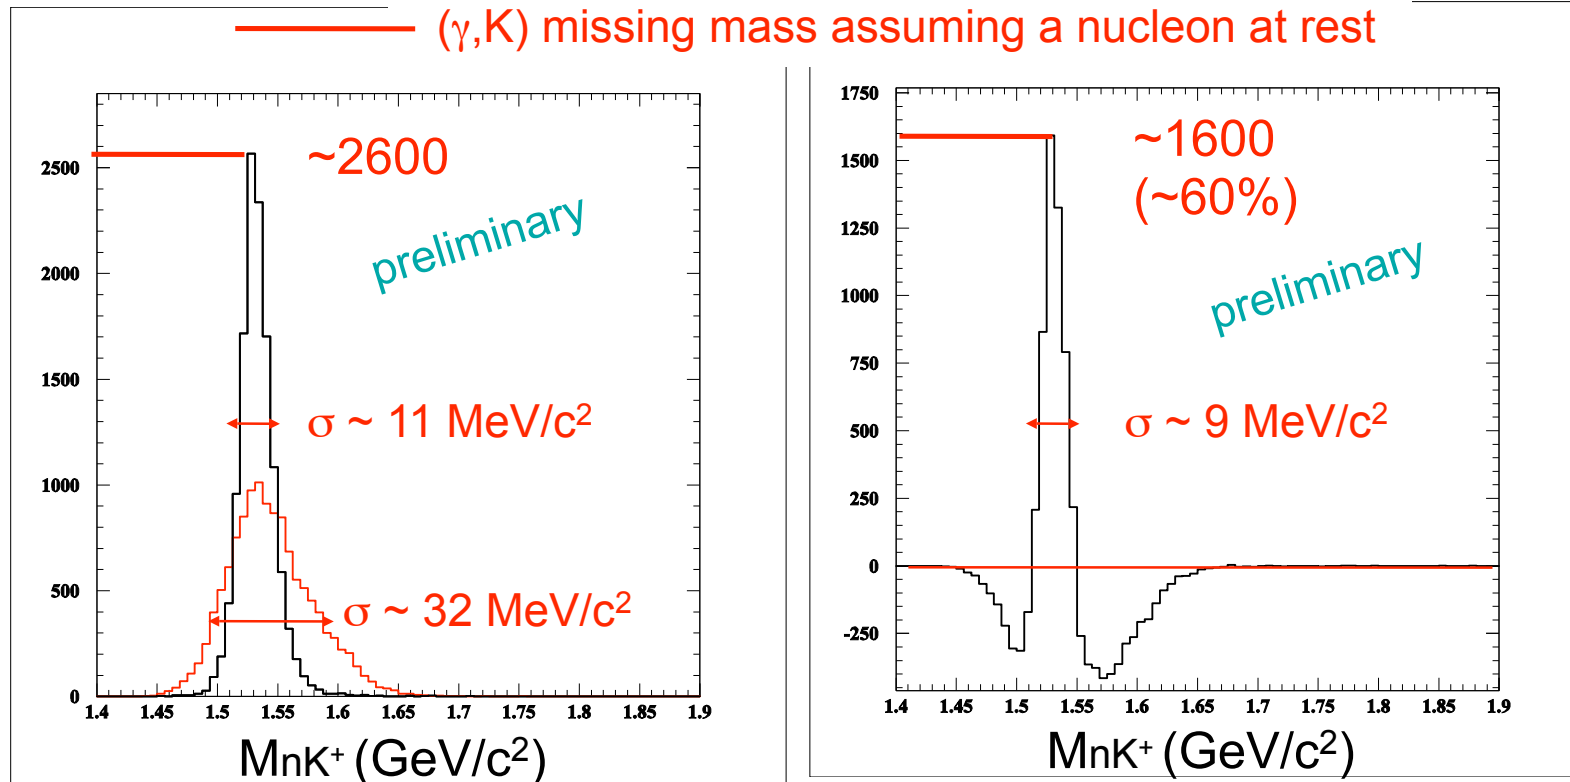 (γ,K) missing mass assuming a nucleon at rest
~2600
preliminary
σ ~ 11 MeV/c²
σ ~ 32 MeV/c²
2500
2000
1500
1000
500
0
1.4 1.45 1.5 1.55 1.6 1.65 1.7 1.75 1.8 1.85 1.9
MnK⁺ (GeV/c²)
~1600
(~60%)
preliminary
σ ~ 9 MeV/c²
1750
1500
1250
1000
750
500
250
0
-250
1.4 1.45 1.5 1.55 1.6 1.65 1.7 1.75 1.8 1.85 1.9
MnK⁺ (GeV/c²)